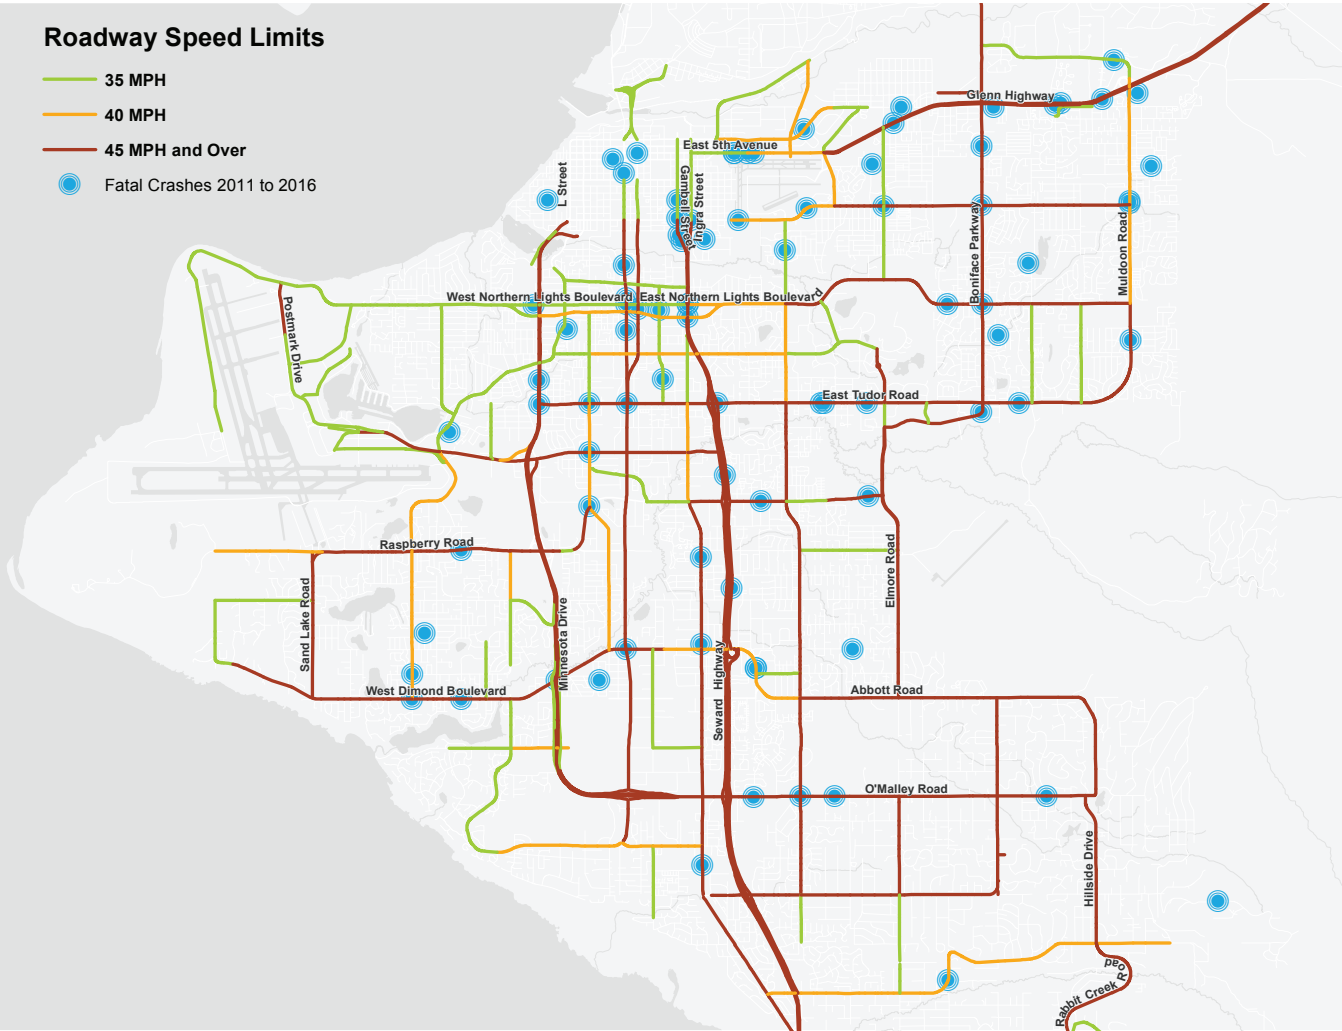 Roadway Speed Limits
35 MPH
40 MPH
45 MPH and Over
Fatal Crashes 2011 to 2016
Glenn Highway
East 5th Avenue
L Street
Gambell Street
Ingra Street
Boniface Parkway
Muldoon Road
West Northern Lights Boulevard
East Northern Lights Boulevard
Postmark Drive
East Tudor Road
Raspberry Road
Elmore Road
Sand Lake Road
Minnesota Drive
Seward Highway
West Dimond Boulevard
Abbott Road
O'Malley Road
Hillside Drive
Rabbit Creek Road